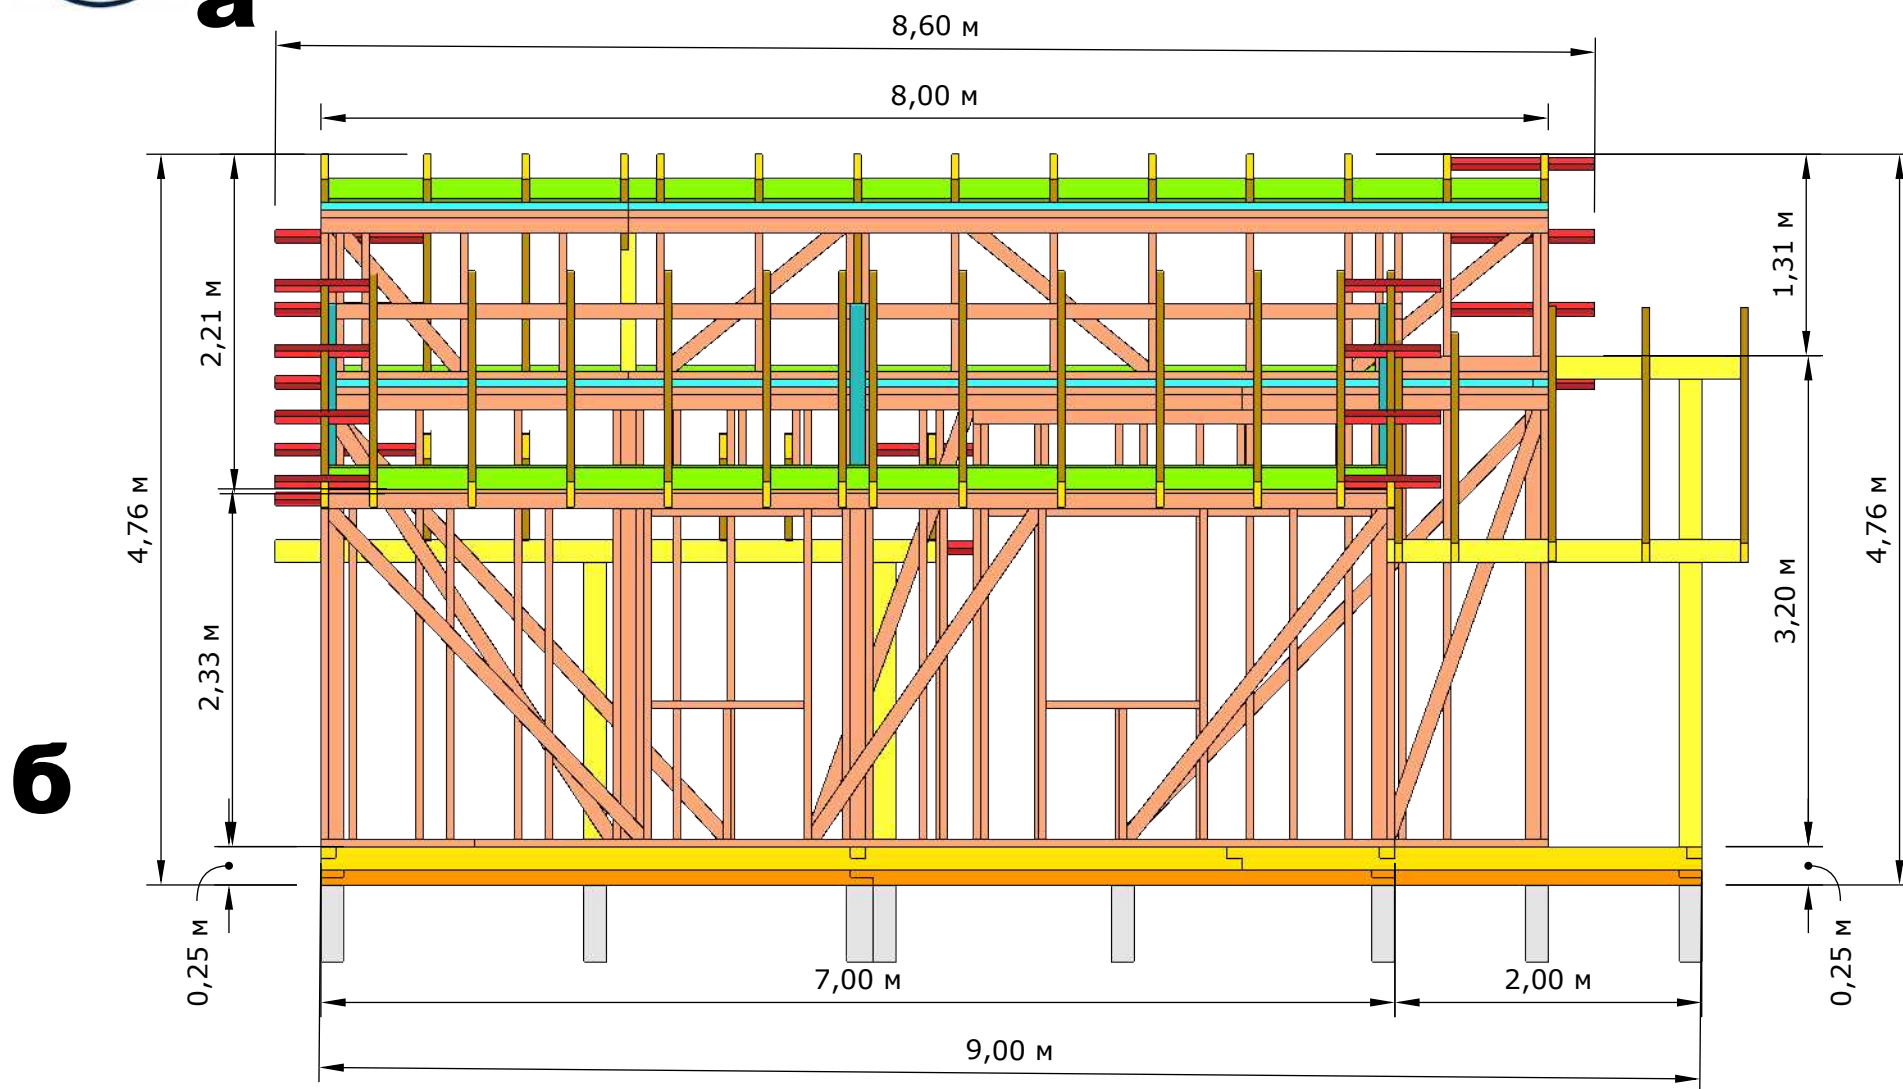 а
8,60 м
8,00 м
2,21 м
1,31 м
4,76 м
4,76 м
2,33 м
3,20 м
б
0,25 м
0,25 м
7,00 м
2,00 м
9,00 м